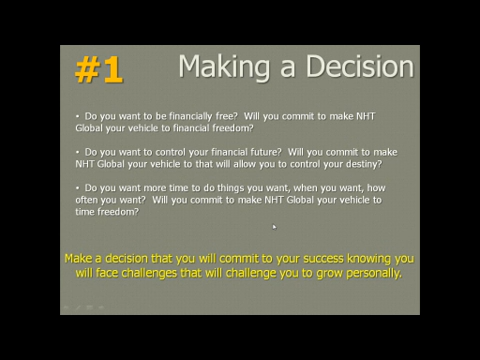 #1 Making a Decision
• Do you want to be financially free? Will you commit to make NHT
Global your vehicle to financial freedom?
• Do you want to control your financial future? Will you commit to make
NHT Global your vehicle to that will allow you to control your destiny?
• Do you want more time to do things you want, when you want, how
often you want? Will you commit to make NHT Global your vehicle to
time freedom?
Make a decision that you will commit to your success knowing you
will face challenges that will challenge you to grow personally.